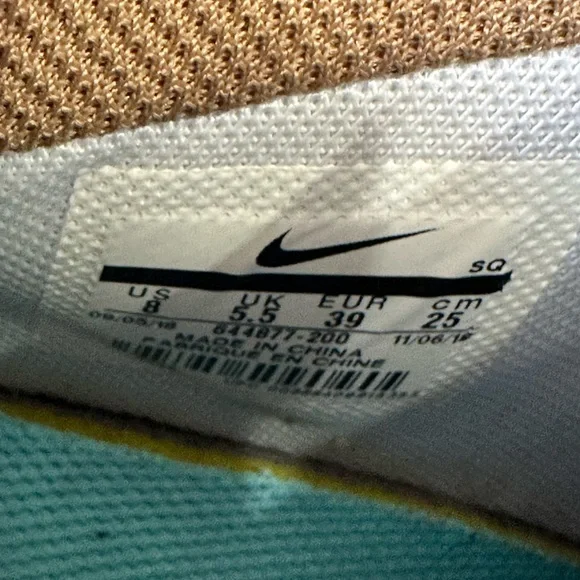 SQ
US UK EUR cm
8 5.5 39 25
09/05/18 844877-200 11/06/18
MADE IN CHINA
FABRIQUE EN CHINE